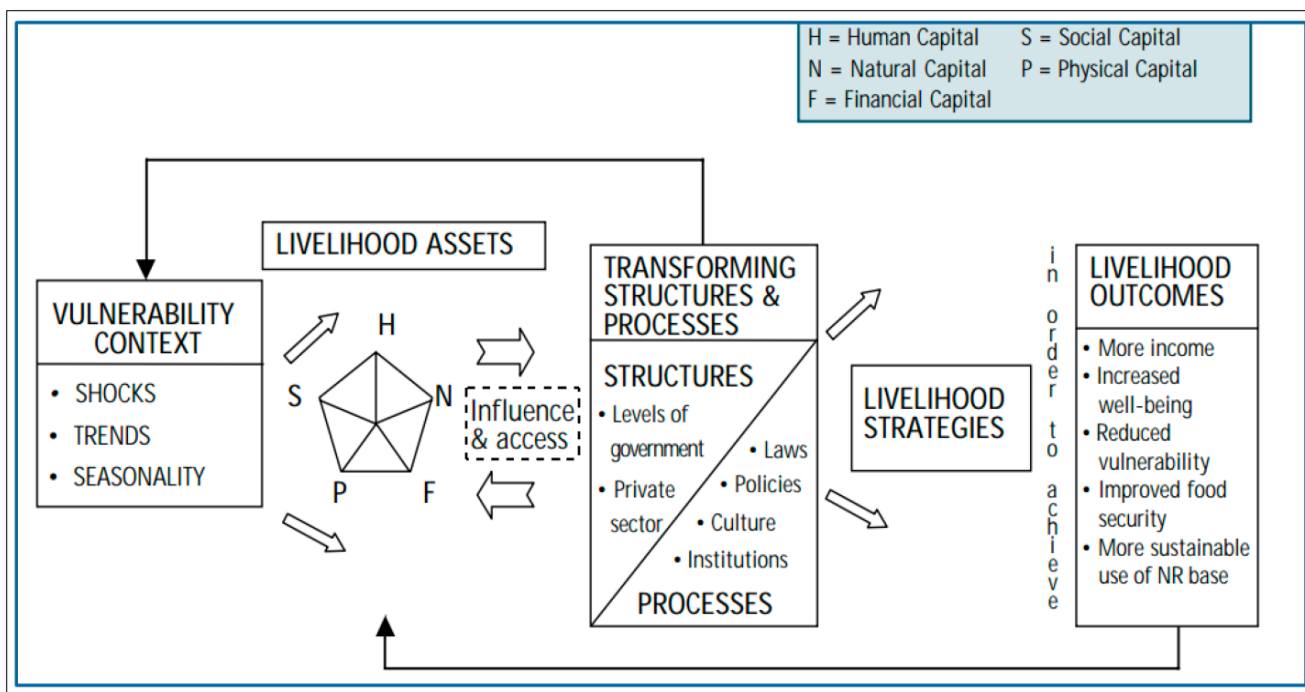 H = Human Capital S = Social Capital
N = Natural Capital P = Physical Capital
F = Financial Capital
LIVELIHOOD ASSETS
VULNERABILITY
CONTEXT
• SHOCKS
• TRENDS
• SEASONALITY
H
S
N
P
F
Influence
& access
TRANSFORMING
STRUCTURES &
PROCESSES
STRUCTURES
• Levels of
government
• Private
sector
• Laws
• Policies
• Culture
• Institutions
PROCESSES
LIVELIHOOD
STRATEGIES
in order to achieve
LIVELIHOOD
OUTCOMES
• More income
• Increased
well-being
• Reduced
vulnerability
• Improved food
security
• More sustainable
use of NR base